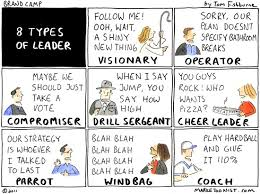 BRAND CAMP
by Tom Fishburne
8 TYPES
OF
LEADER
FOLLOW ME!
OOH, WAIT,
A SHINY
NEW THING
VISIONARY
SORRY, OUR
PLAN DOESN'T
SPECIFY BATHROOM
BREAKS
OPERATOR
MAYBE WE
SHOULD JUST
TAKE A
VOTE
COMPROMISER
WHEN I SAY
JUMP, YOU
SAY HOW
HIGH
DRILL SERGEANT
YOU GUYS
ROCK! WHO
WANTS
PIZZA?
CHEER LEADER
OUR STRATEGY
IS WHOEVER
I TALKED
TO LAST
PARROT
BLAH BLAH
BLAH BLAH
BLAH BLAH
BLAH BLAH
WINDBAG
PLAY HARDBALL
AND GIVE
IT 110%
COACH
© 2011
MARKETOONIST.COM